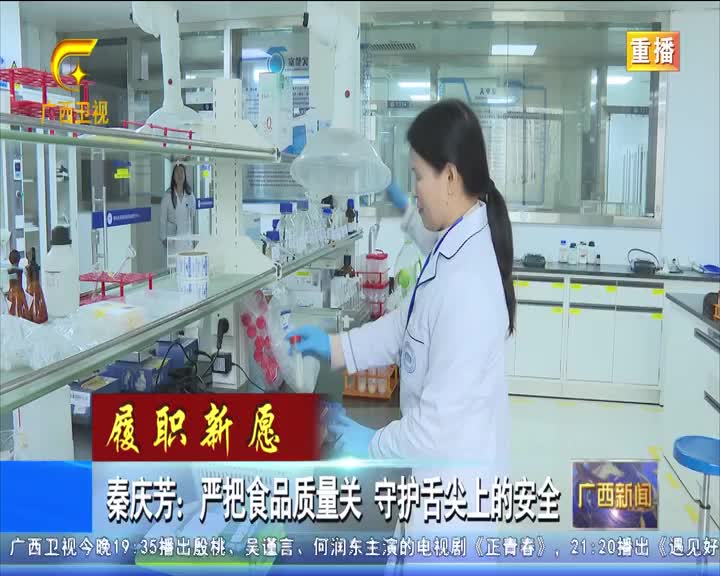 广西卫视
重播
履职新愿
秦庆芳：严把食品质量关 守护舌尖上的安全
广西新闻
广西卫视今晚19:35播出殷桃、吴谨言、何润东主演的电视剧《正青春》，21:20播出《遇见好